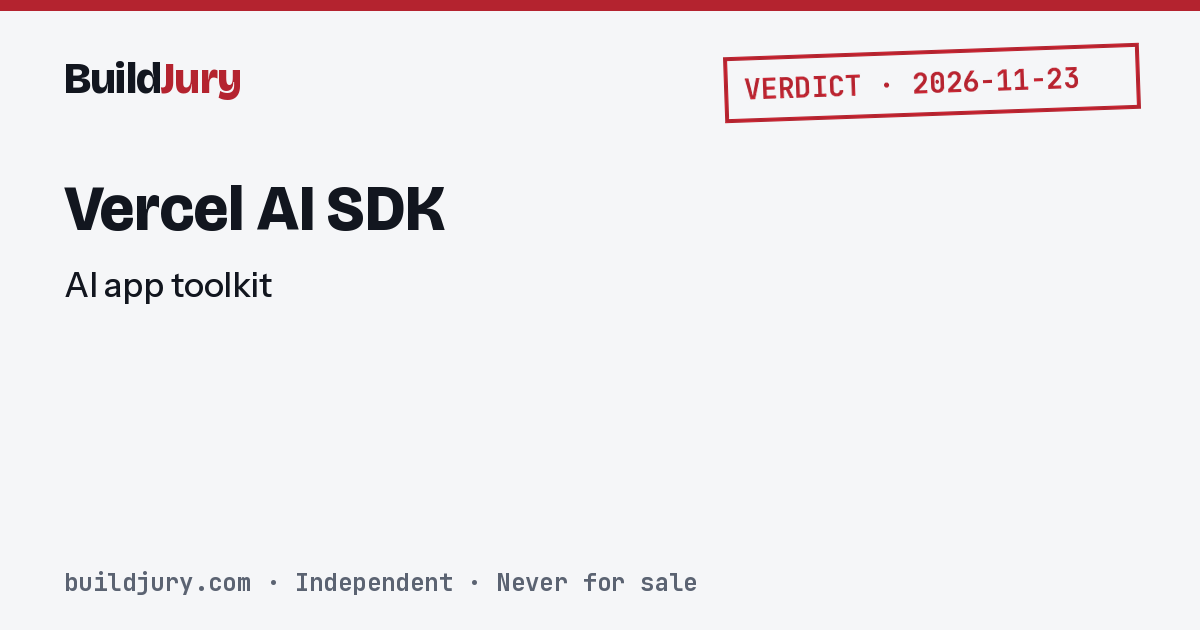 BuildJury
VERDICT · 2026-11-23
Vercel AI SDK
AI app toolkit
buildjury.com · Independent · Never for sale